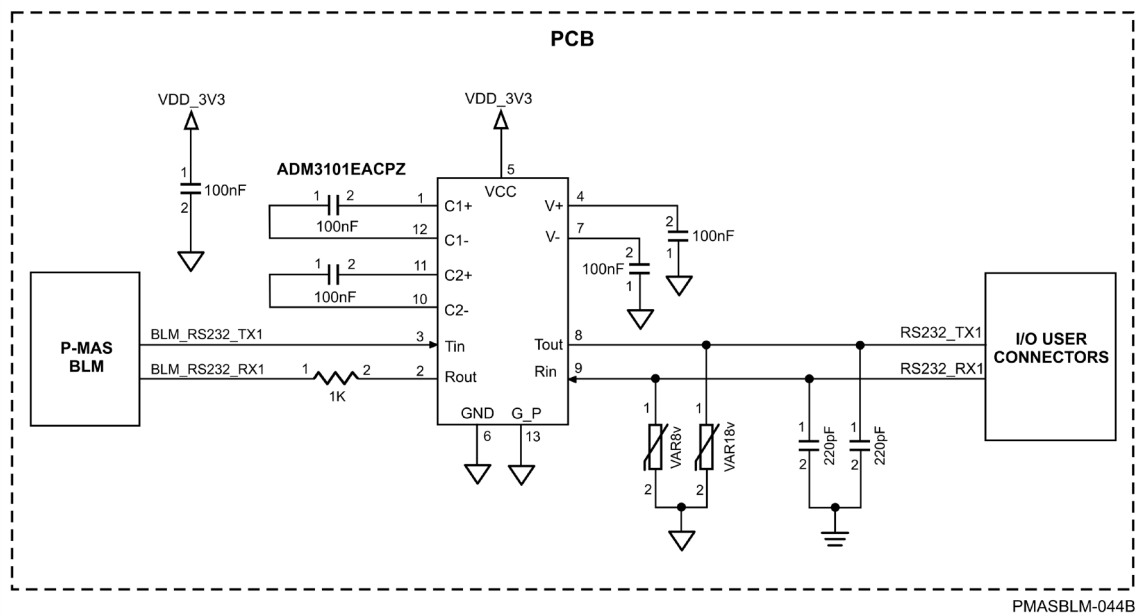 PCB
VDD_3V3
VDD_3V3
1
100nF
2
ADM3101EACPZ
5
VCC
1 2
100nF
1
C1+
12
C1-
1 2
100nF
11
C2+
10
C2-
V+
4
2
100nF
1
V-
7
2
100nF
1
P-MAS
BLM
BLM_RS232_TX1
3
Tin
BLM_RS232_RX1
1
2
1K
2
Rout
Tout
8
RS232_TX1
Rin
9
RS232_RX1
I/O USER
CONNECTORS
GND
G_P
6
13
1
VAR8v
2
1
VAR18v
2
1
220pF
2
1
220pF
2
PMASBLM-044B